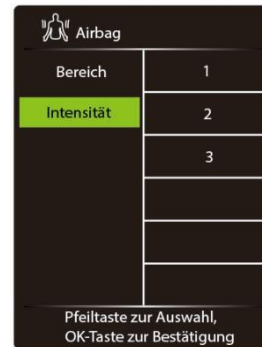 Airbag
Bereich
1
Intensität
2
3
Pfeiltaste zur Auswahl,
OK-Taste zur Bestätigung